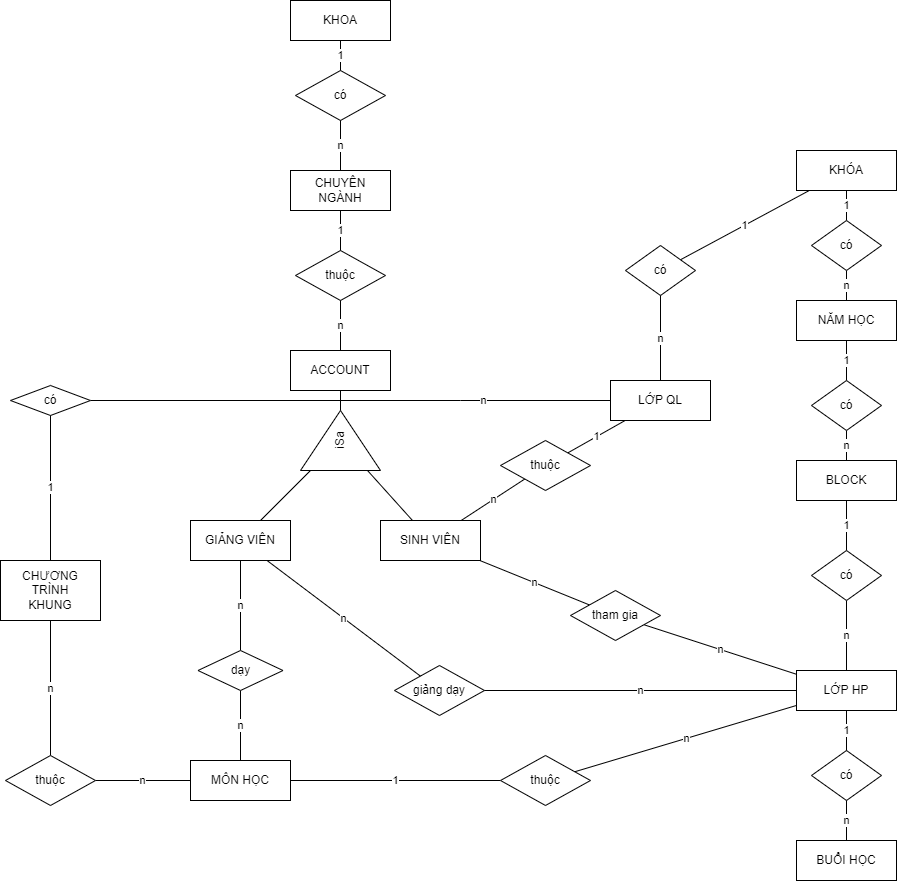 KHOA
1
có
n
CHUYÊN
NGÀNH
1
thuộc
n
ACCOUNT
iSa
KHÓA
1
có
n
1
có
n
NĂM HỌC
1
có
n
BLOCK
1
có
n
LỚP QL
n
có
1
1
thuộc
n
GIẢNG VIÊN
SINH VIÊN
CHƯƠNG
TRÌNH
KHUNG
n
dạy
n
n
giảng dạy
n
n
tham gia
n
LỚP HP
n
thuộc
n
MÔN HỌC
1
thuộc
n
1
có
n
BUỔI HỌC